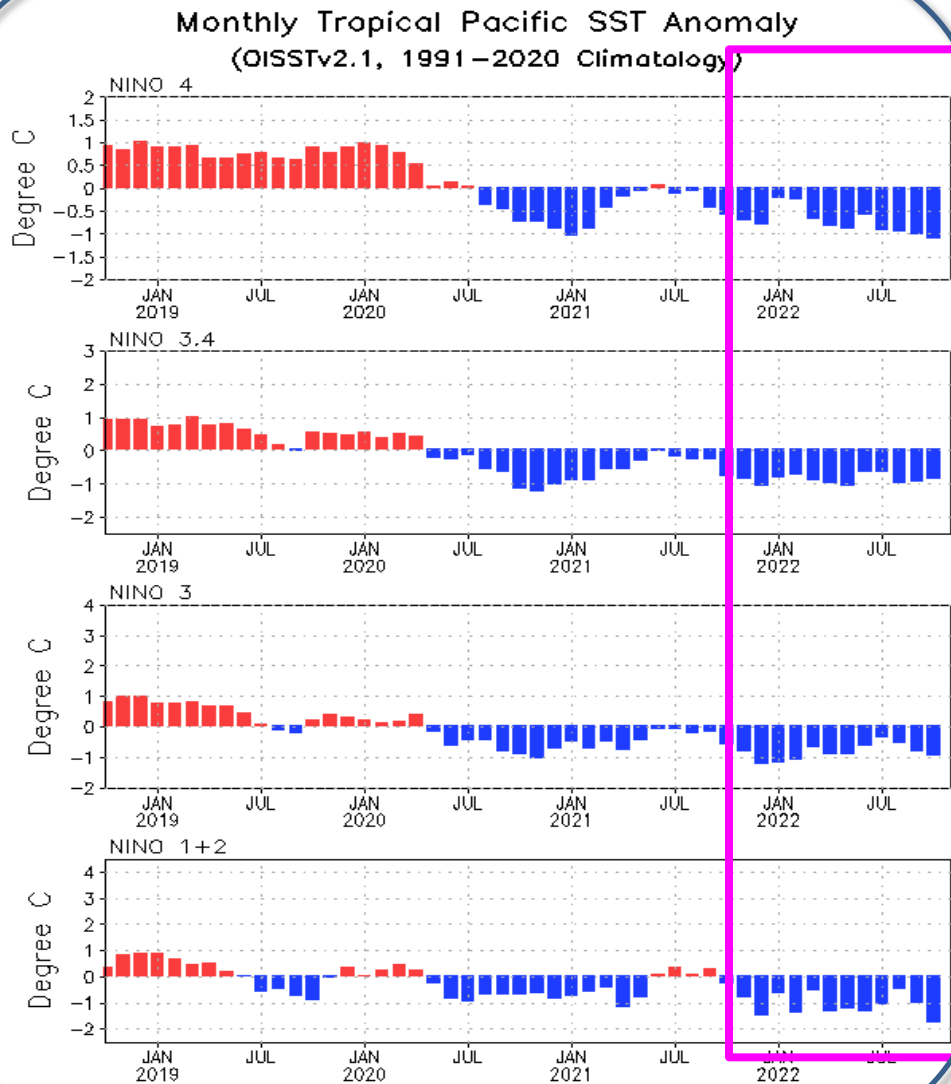 Monthly Tropical Pacific SST Anomaly
(OISSTv2.1, 1991−2020 Climatology)
NINO 4
Degree C
2
1.5
1
0.5
0
−0.5
−1
−1.5
−2
JAN JUL JAN JUL JAN JUL JAN JUL
2019 2020 2021 2022
NINO 3.4
Degree C
3
2
1
0
−1
−2
JAN JUL JAN JUL JAN JUL JAN JUL
2019 2020 2021 2022
NINO 3
Degree C
4
3
2
1
0
−1
−2
JAN JUL JAN JUL JAN JUL JAN JUL
2019 2020 2021 2022
NINO 1+2
Degree C
4
3
2
1
0
−1
−2
JAN JUL JAN JUL JAN JUL JAN JUL
2019 2020 2021 2022